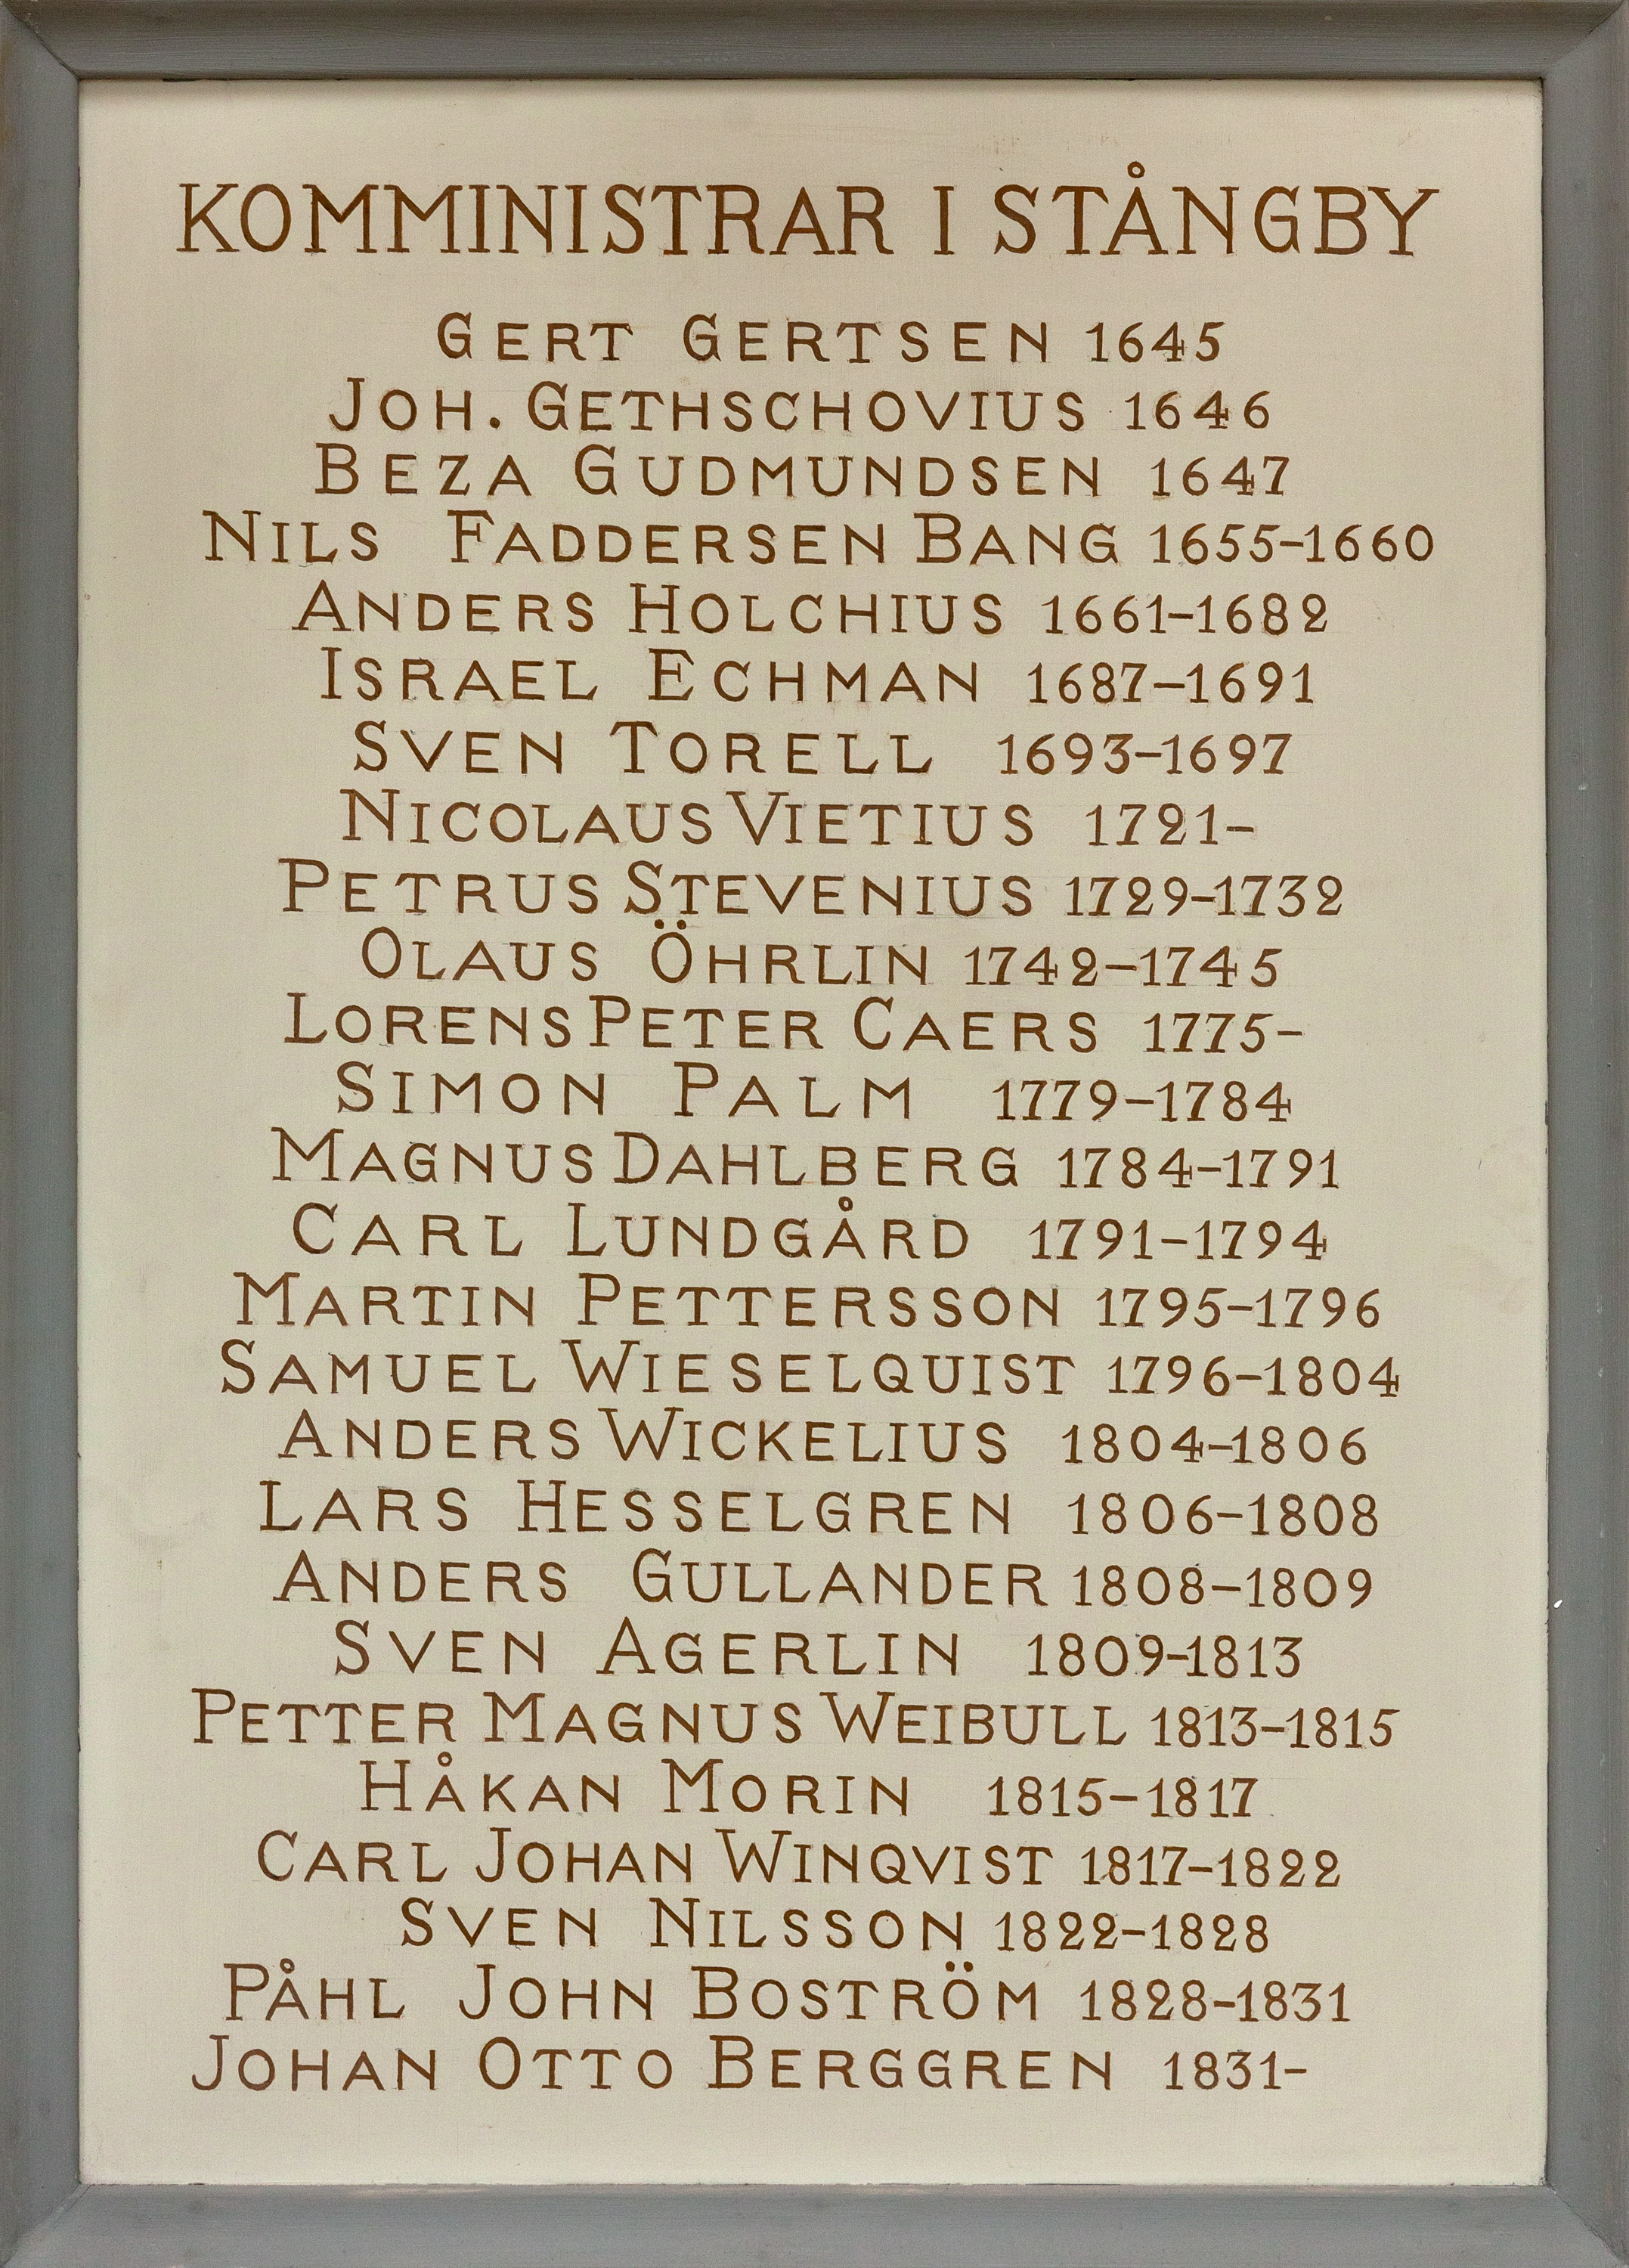 KOMMINISTRAR I STÅNGBY
GERT GERTSEN 1645
JOH. GETHSCHOVIUS 1646
BEZA GUDMUNDSEN 1647
NILS FADDERSEN BANG 1655-1660
ANDERS HOLCHIUS 1661-1682
ISRAEL ECHMAN 1687-1691
SVEN TORELL 1693-1697
NICOLAUS VIETIUS 1721-
PETRUS STEVENIUS 1729-1732
OLAUS ÖHRLIN 1742-1745
LORENS PETER CAERS 1775-
SIMON PALM 1779-1784
MAGNUS DAHLBERG 1784-1791
CARL LUNDGÅRD 1791-1794
MARTIN PETTERSSON 1795-1796
SAMUEL WIESELQUIST 1796-1804
ANDERS WICKELIUS 1804-1806
LARS HESSELGREN 1806-1808
ANDERS GULLANDER 1808-1809
SVEN AGERLIN 1809-1813
PETTER MAGNUS WEIBULL 1813-1815
HÅKAN MORIN 1815-1817
CARL JOHAN WINQVIST 1817-1822
SVEN NILSSON 1822-1828
PÅHL JOHN BOSTRÖM 1828-1831
JOHAN OTTO BERGGREN 1831-